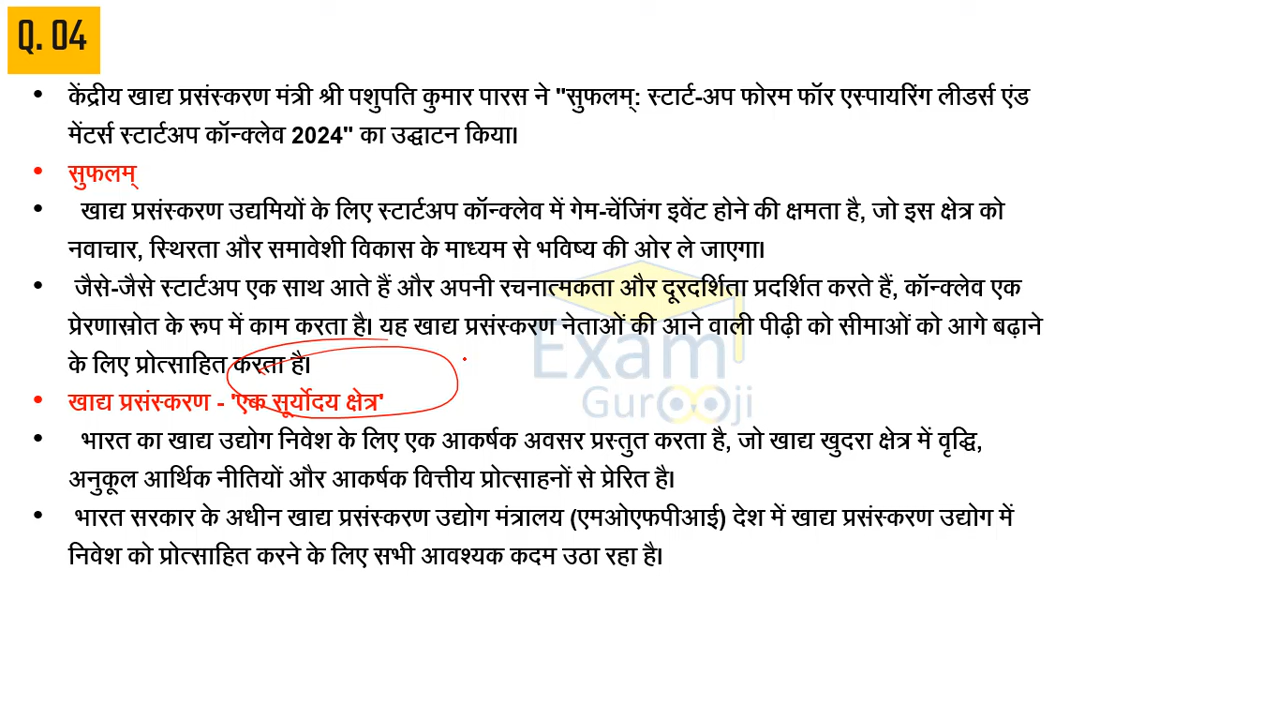 Q. 04
• केंद्रीय खाद्य प्रसंस्करण मंत्री श्री पशुपति कुमार पारस ने "सुफलम्: स्टार्ट-अप फोरम फॉर एस्पायरिंग लीडर्स एंड
मेंटर्स स्टार्टअप कॉन्क्लेव 2024" का उद्घाटन किया।
• सुफलम्
• खाद्य प्रसंस्करण उद्यमियों के लिए स्टार्टअप कॉन्क्लेव में गेम-चेंजिंग इवेंट होने की क्षमता है, जो इस क्षेत्र को
नवाचार, स्थिरता और समावेशी विकास के माध्यम से भविष्य की ओर ले जाएगा।
• जैसे-जैसे स्टार्टअप एक साथ आते हैं और अपनी रचनात्मकता और दूरदर्शिता प्रदर्शित करते हैं, कॉन्क्लेव एक
प्रेरणास्रोत के रूप में काम करता है। यह खाद्य प्रसंस्करण नेताओं की आने वाली पीढ़ी को सीमाओं को आगे बढ़ाने
के लिए प्रोत्साहित करता है।
• खाद्य प्रसंस्करण - 'एक सूर्योदय क्षेत्र'
• भारत का खाद्य उद्योग निवेश के लिए एक आकर्षक अवसर प्रस्तुत करता है, जो खाद्य खुदरा क्षेत्र में वृद्धि,
अनुकूल आर्थिक नीतियों और आकर्षक वित्तीय प्रोत्साहनों से प्रेरित है।
• भारत सरकार के अधीन खाद्य प्रसंस्करण उद्योग मंत्रालय (एमओएफपीआई) देश में खाद्य प्रसंस्करण उद्योग में
निवेश को प्रोत्साहित करने के लिए सभी आवश्यक कदम उठा रहा है।
Exam
Gurooji